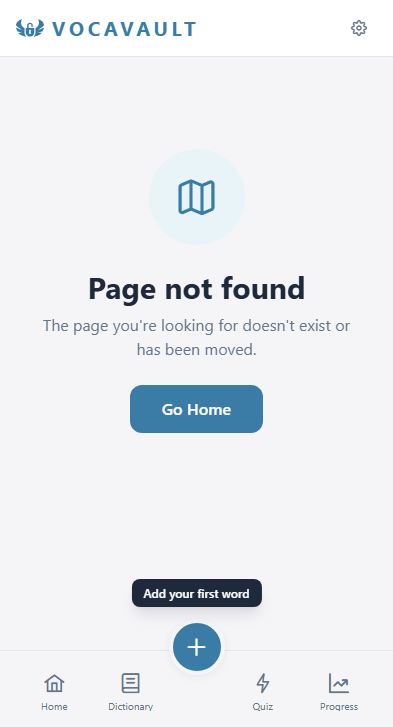 VOCAVAULT
Page not found
The page you're looking for doesn't exist or
has been moved.
Go Home
Add your first word
Home
Dictionary
Quiz
Progress